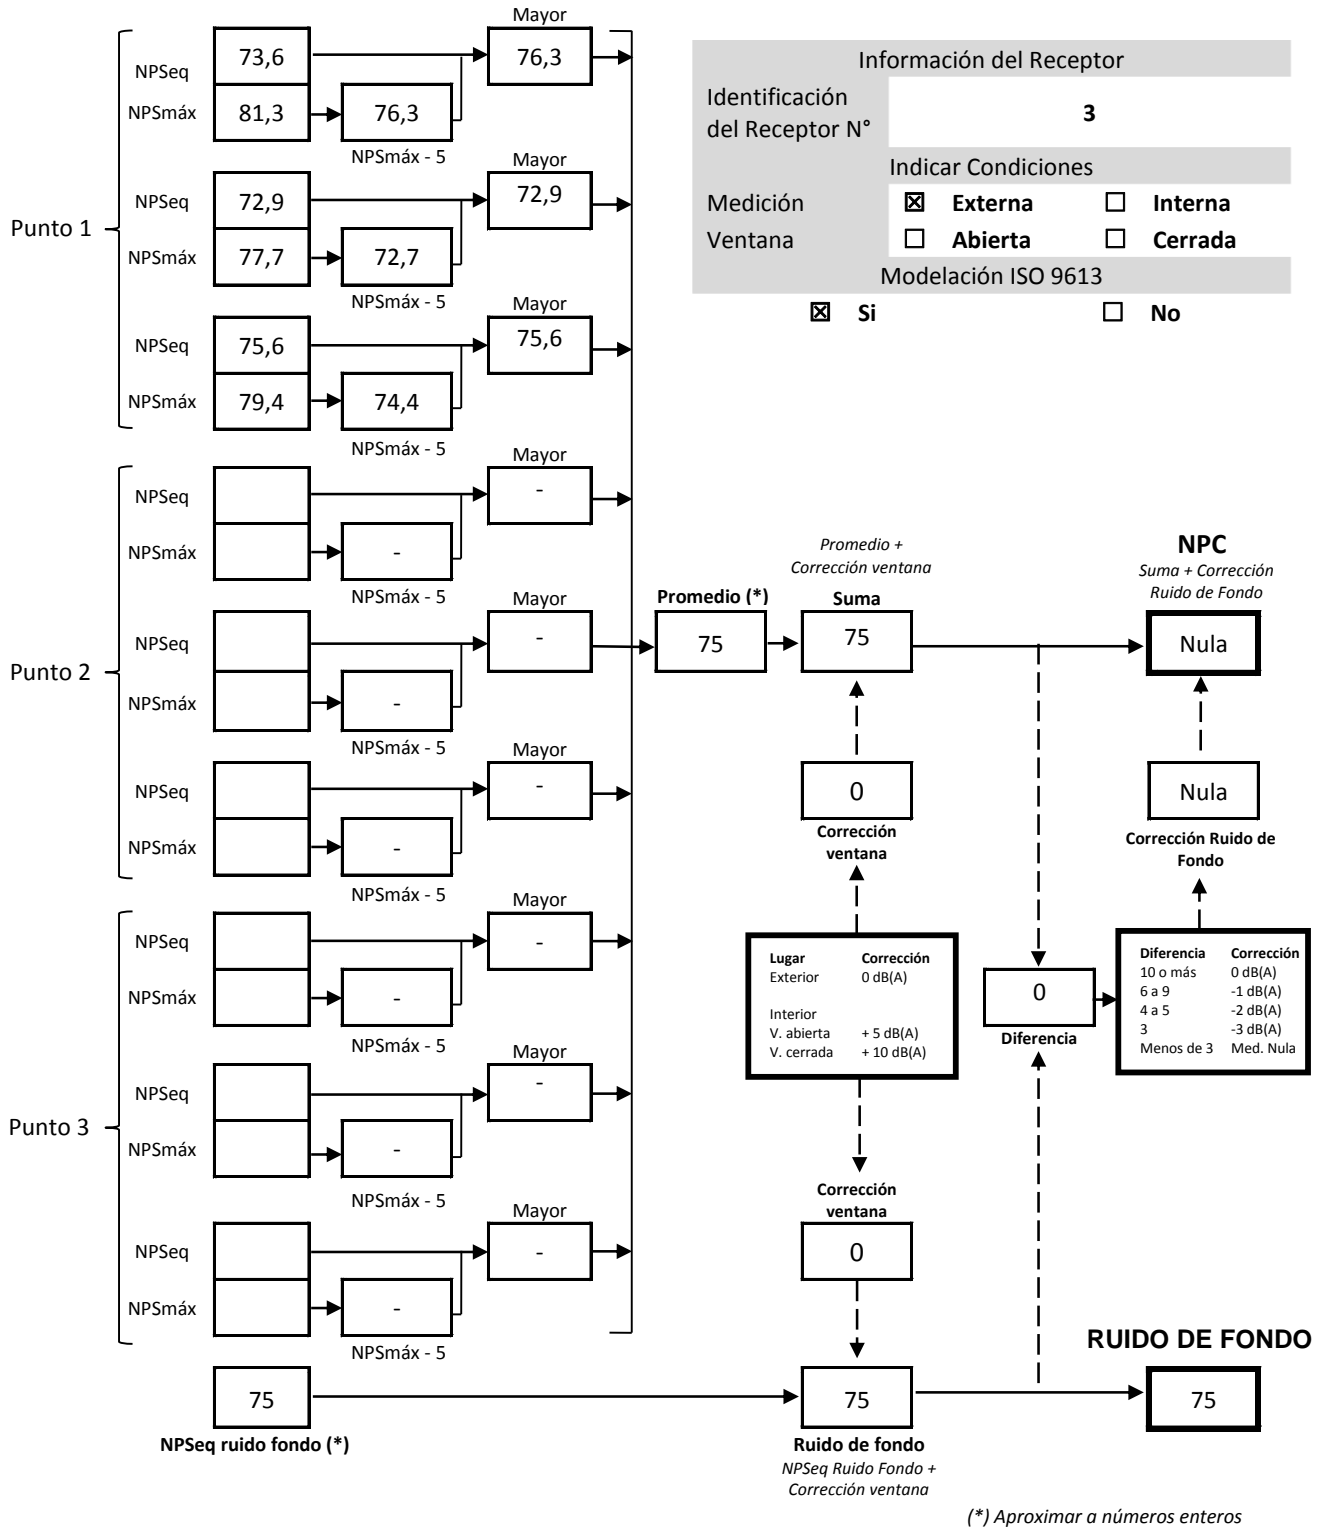 Punto 1
NPSeq
73,6
Mayor
76,3
NPSmáx
81,3
76,3
NPSmáx - 5
NPSeq
72,9
Mayor
72,9
NPSmáx
77,7
72,7
NPSmáx - 5
NPSeq
75,6
Mayor
75,6
NPSmáx
79,4
74,4
NPSmáx - 5
Información del Receptor
Identificación
del Receptor N°
3
Indicar Condiciones
Medición
☒ Externa
☐ Interna
Ventana
☐ Abierta
☐ Cerrada
Modelación ISO 9613
☒ Si
☐ No
Punto 2
NPSeq
Mayor
-
NPSmáx
-
NPSmáx - 5
NPSeq
Mayor
-
NPSmáx
-
NPSmáx - 5
NPSeq
Mayor
-
NPSmáx
-
NPSmáx - 5
Punto 3
NPSeq
Mayor
-
NPSmáx
-
NPSmáx - 5
NPSeq
Mayor
-
NPSmáx
-
NPSmáx - 5
NPSeq
Mayor
-
NPSmáx
-
NPSmáx - 5
Promedio (*)
75
Promedio +
Corrección ventana
Suma
75
NPC
Suma + Corrección
Ruido de Fondo
Nula
0
Corrección
ventana
Nula
Corrección Ruido de
Fondo
Lugar Corrección
Exterior 0 dB(A)
Interior
V. abierta + 5 dB(A)
V. cerrada + 10 dB(A)
0
Diferencia
Diferencia Corrección
10 o más 0 dB(A)
6 a 9 -1 dB(A)
4 a 5 -2 dB(A)
3 -3 dB(A)
Menos de 3 Med. Nula
Corrección
ventana
0
75
NPSeq ruido fondo (*)
75
Ruido de fondo
NPSeq Ruido Fondo +
Corrección ventana
RUIDO DE FONDO
75
(*) Aproximar a números enteros